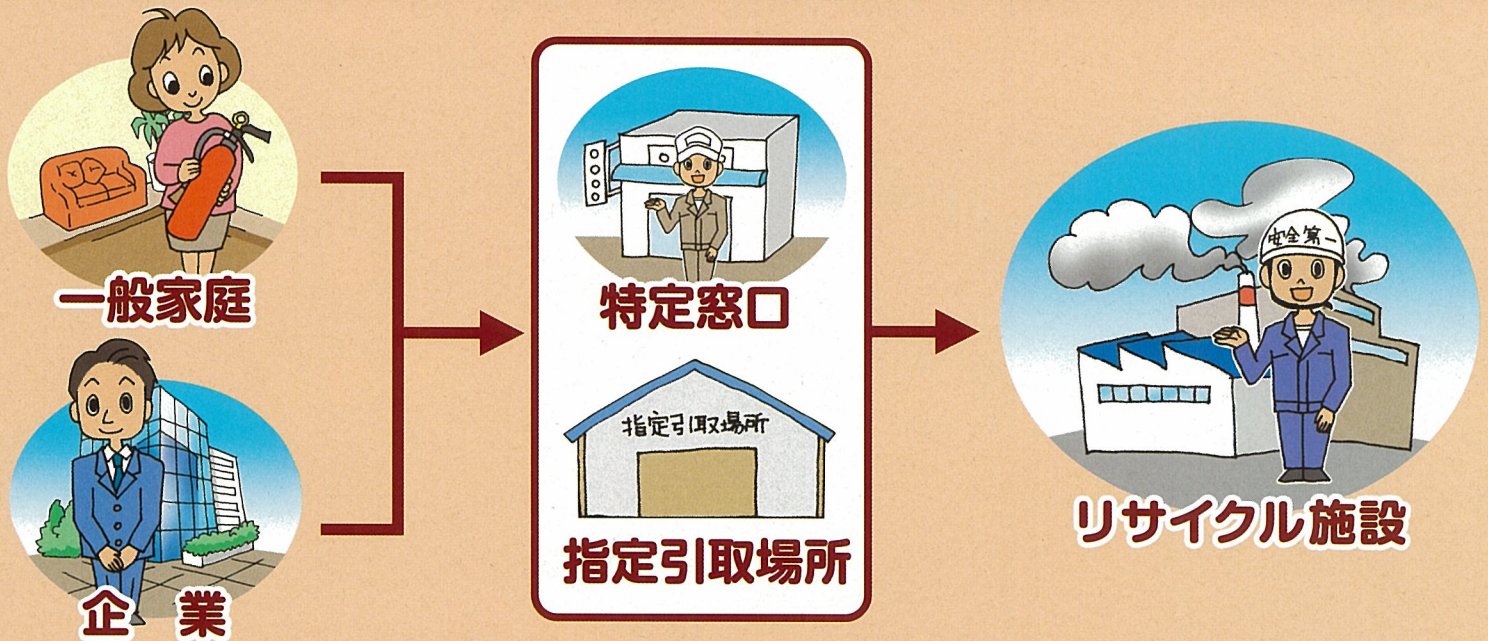 一般家庭
企業
特定窓口
指定引取場所
指定引取場所
安全第一
リサイクル施設